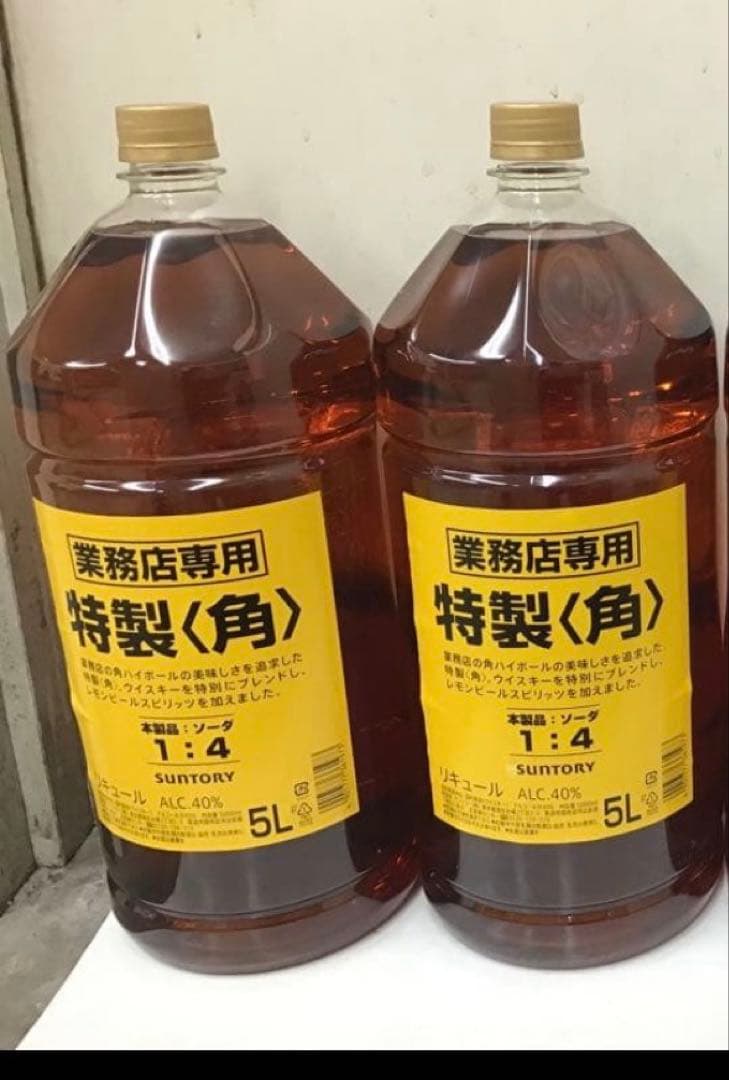 業務店専用
特製〈角〉
業務店の角ハイボールの美味しさを追求した
特製〈角〉。ウイスキーを特別にブレンドし、
レモンピールスピリッツを加えました。
本製品：ソーダ
1：4
SUNTORY
リキュール ALC.40%
5L
業務店専用
特製〈角〉
業務店の角ハイボールの美味しさを追求した
特製〈角〉。ウイスキーを特別にブレンドし、
レモンピールスピリッツを加えました。
本製品：ソーダ
1：4
SUNTORY
リキュール ALC.40%
5L